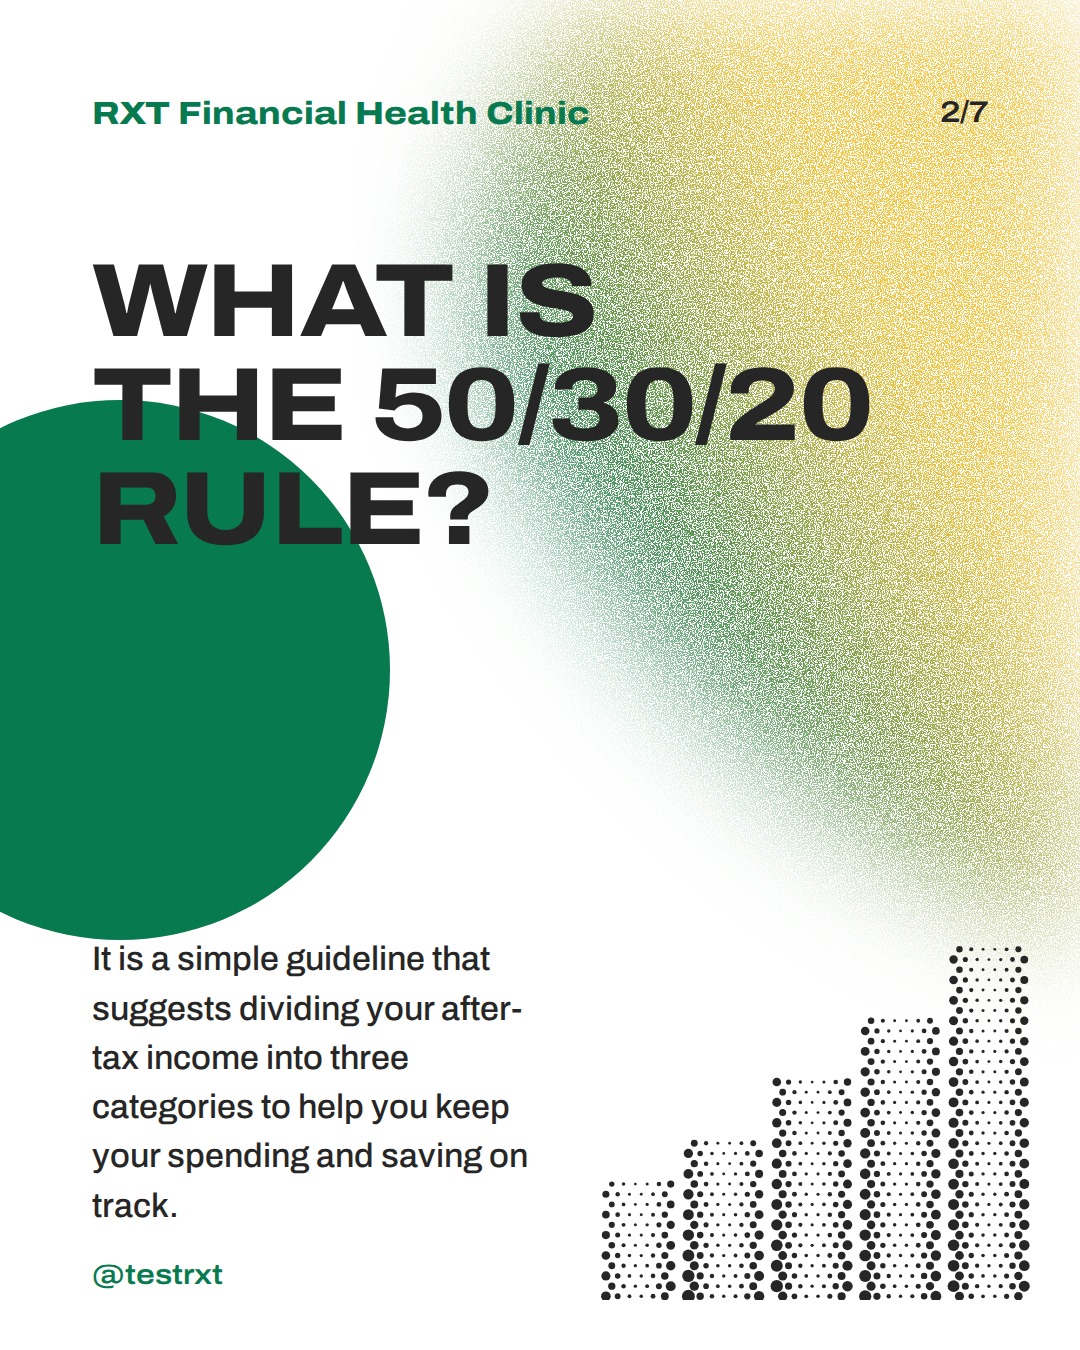 RXT Financial Health Clinic
2/7
WHAT IS
THE 50/30/20
RULE?
It is a simple guideline that
suggests dividing your after-
tax income into three
categories to help you keep
your spending and saving on
track.
@testrxt